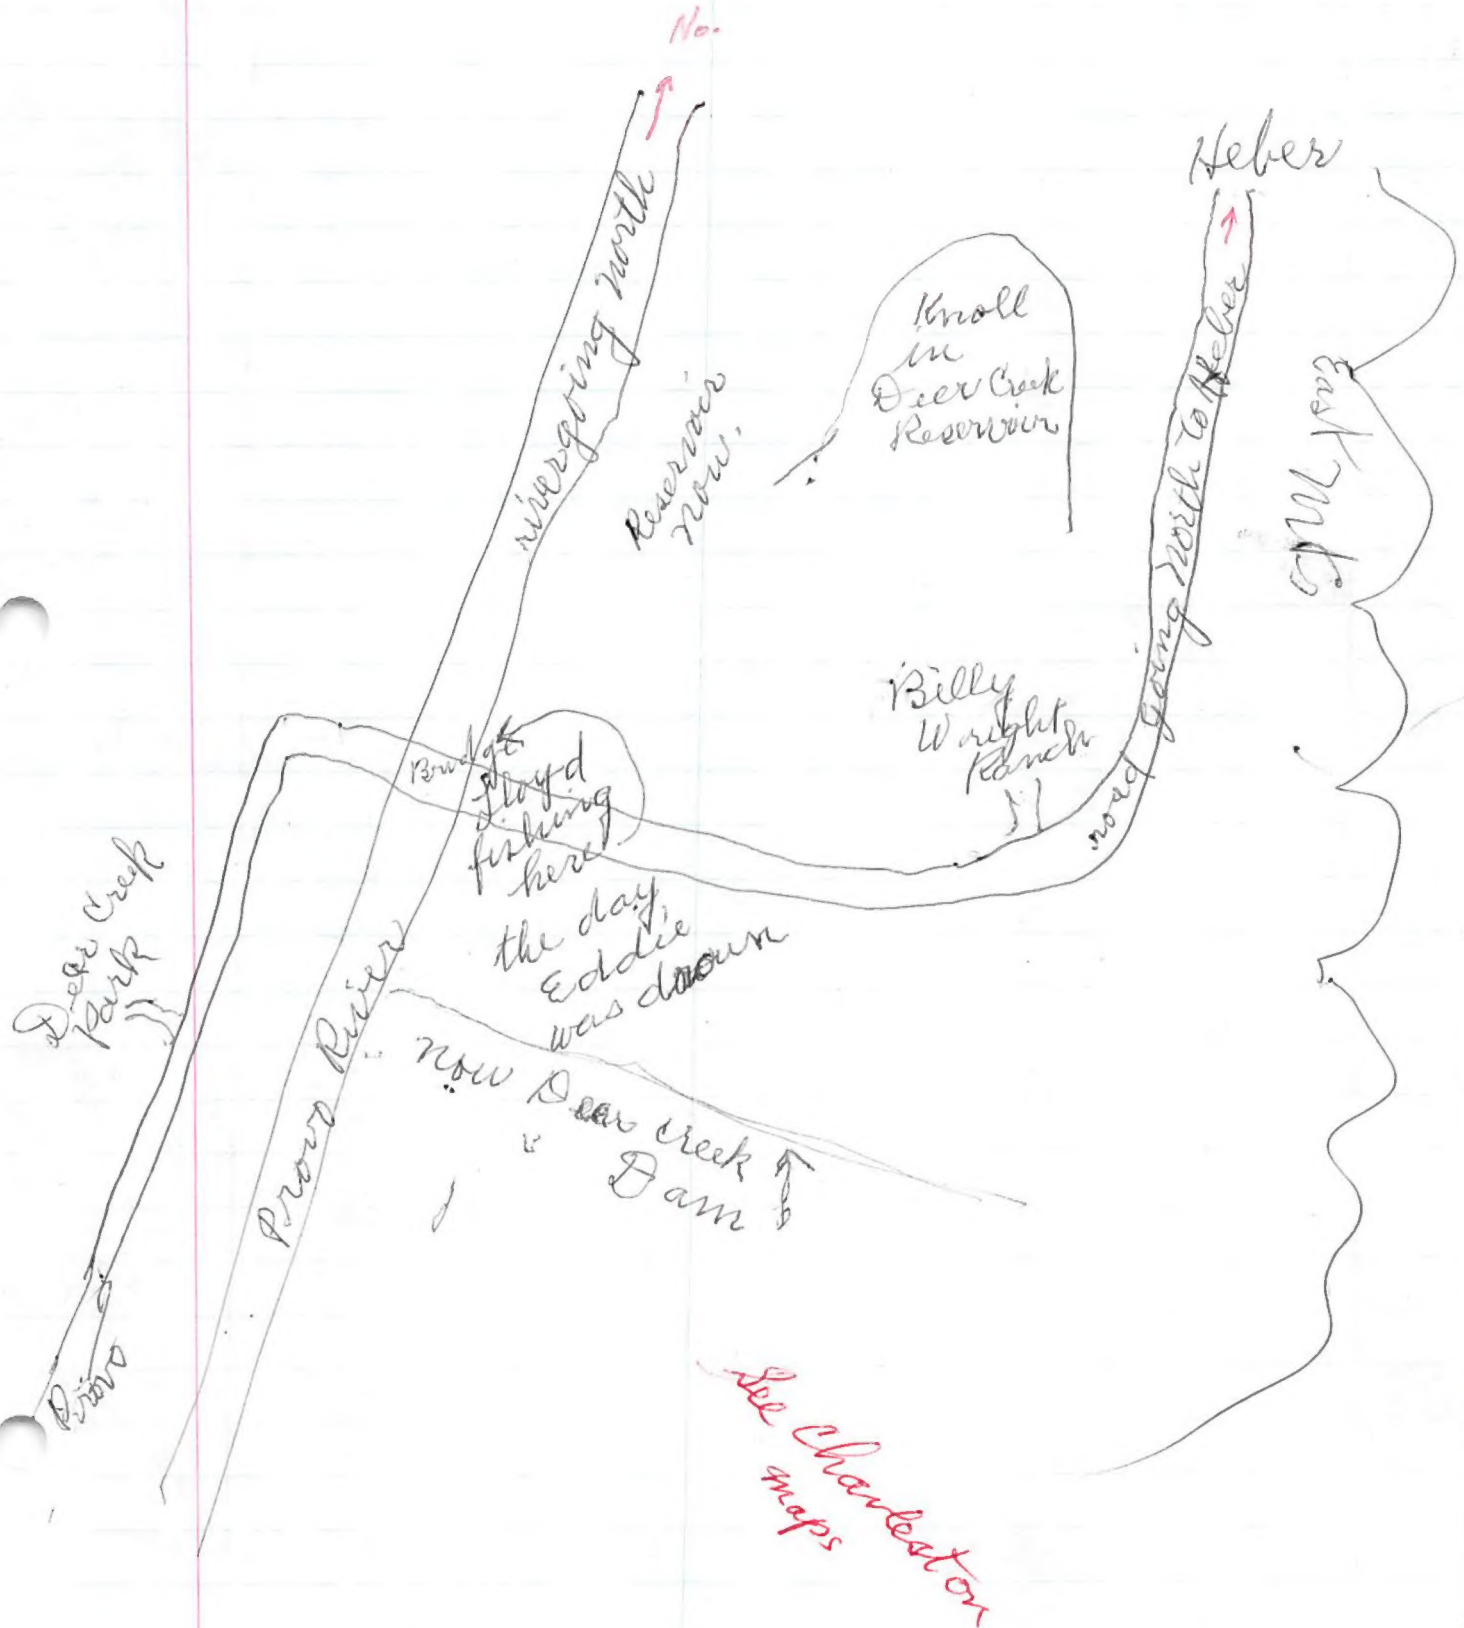 No.
Heber
river going north
Knoll
in
Deer Creek
Reservoir
Reservoir
now.
East Mts
road going north to Heber
Billy
Wright
Ranch
Bridge
Floyd
fishing
here
the day
Eddie
was drown
Deer Creek
Park
Provo River
now Deer Creek
Dam
Provo
See Charleston
maps